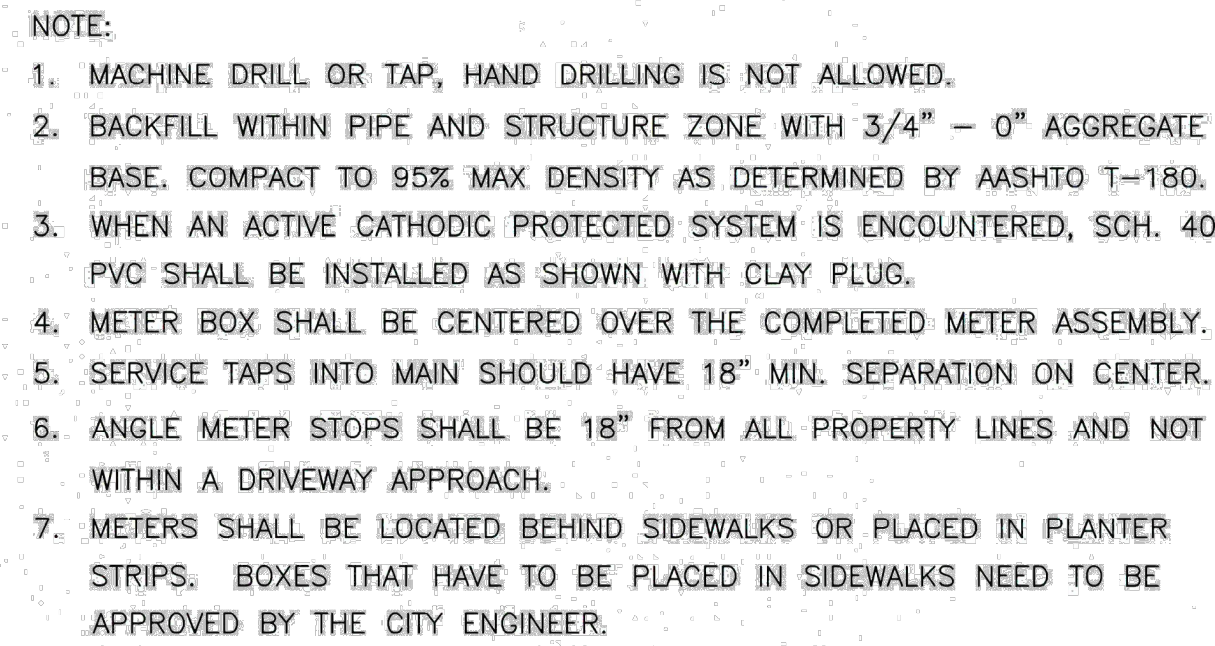 NOTE:
1. MACHINE DRILL OR TAP, HAND DRILLING IS NOT ALLOWED.
2. BACKFILL WITHIN PIPE AND STRUCTURE ZONE WITH 3/4" – 0" AGGREGATE
BASE. COMPACT TO 95% MAX DENSITY AS DETERMINED BY AASHTO T–180.
3. WHEN AN ACTIVE CATHODIC PROTECTED SYSTEM IS ENCOUNTERED, SCH. 40
PVC SHALL BE INSTALLED AS SHOWN WITH CLAY PLUG.
4. METER BOX SHALL BE CENTERED OVER THE COMPLETED METER ASSEMBLY.
5. SERVICE TAPS INTO MAIN SHOULD HAVE 18" MIN. SEPARATION ON CENTER.
6. ANGLE METER STOPS SHALL BE 18" FROM ALL PROPERTY LINES AND NOT
WITHIN A DRIVEWAY APPROACH.
7. METERS SHALL BE LOCATED BEHIND SIDEWALKS OR PLACED IN PLANTER
STRIPS. BOXES THAT HAVE TO BE PLACED IN SIDEWALKS NEED TO BE
APPROVED BY THE CITY ENGINEER.